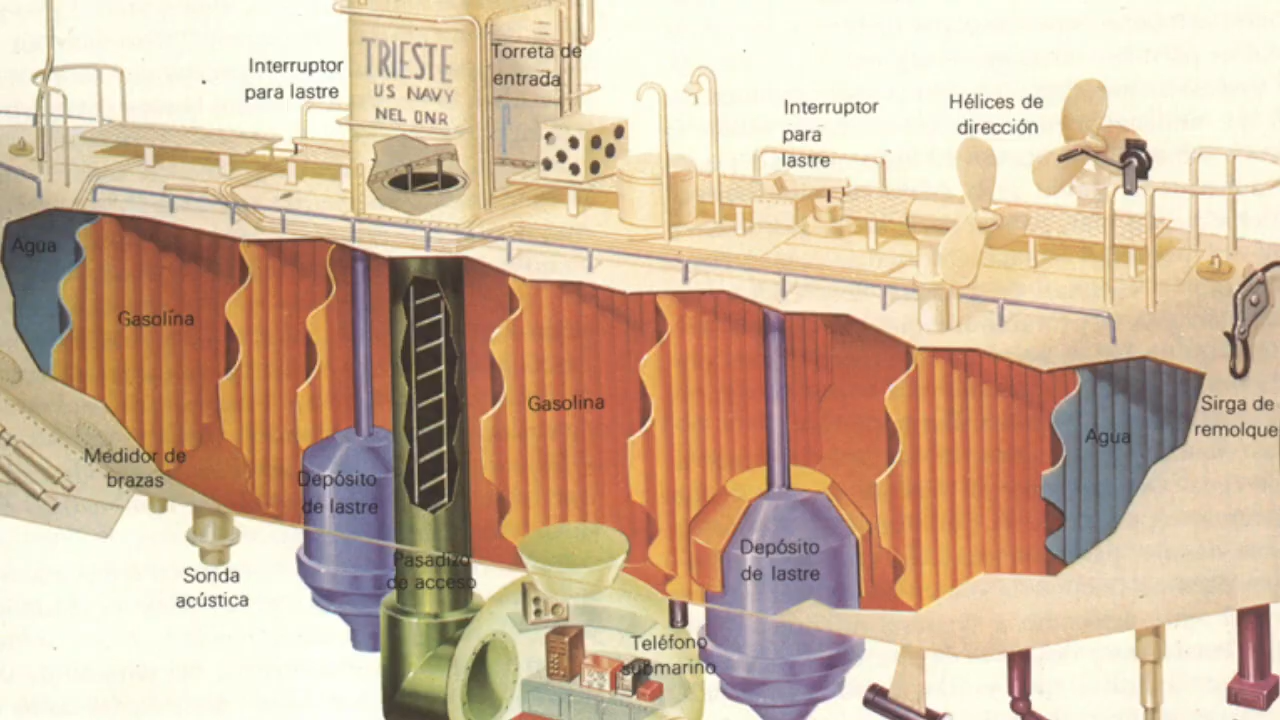 TRIESTE
US NAVY
NEL ONR
Interruptor
para lastre
Torreta de
entrada
Interruptor
para
lastre
Hélices de
dirección
Agua
Gasolina
Gasolina
Agua
Sirga de
remolque
Medidor de
brazas
Depósito
de lastre
Depósito
de lastre
Pasadizo
de acceso
Sonda
acústica
Teléfono
submarino